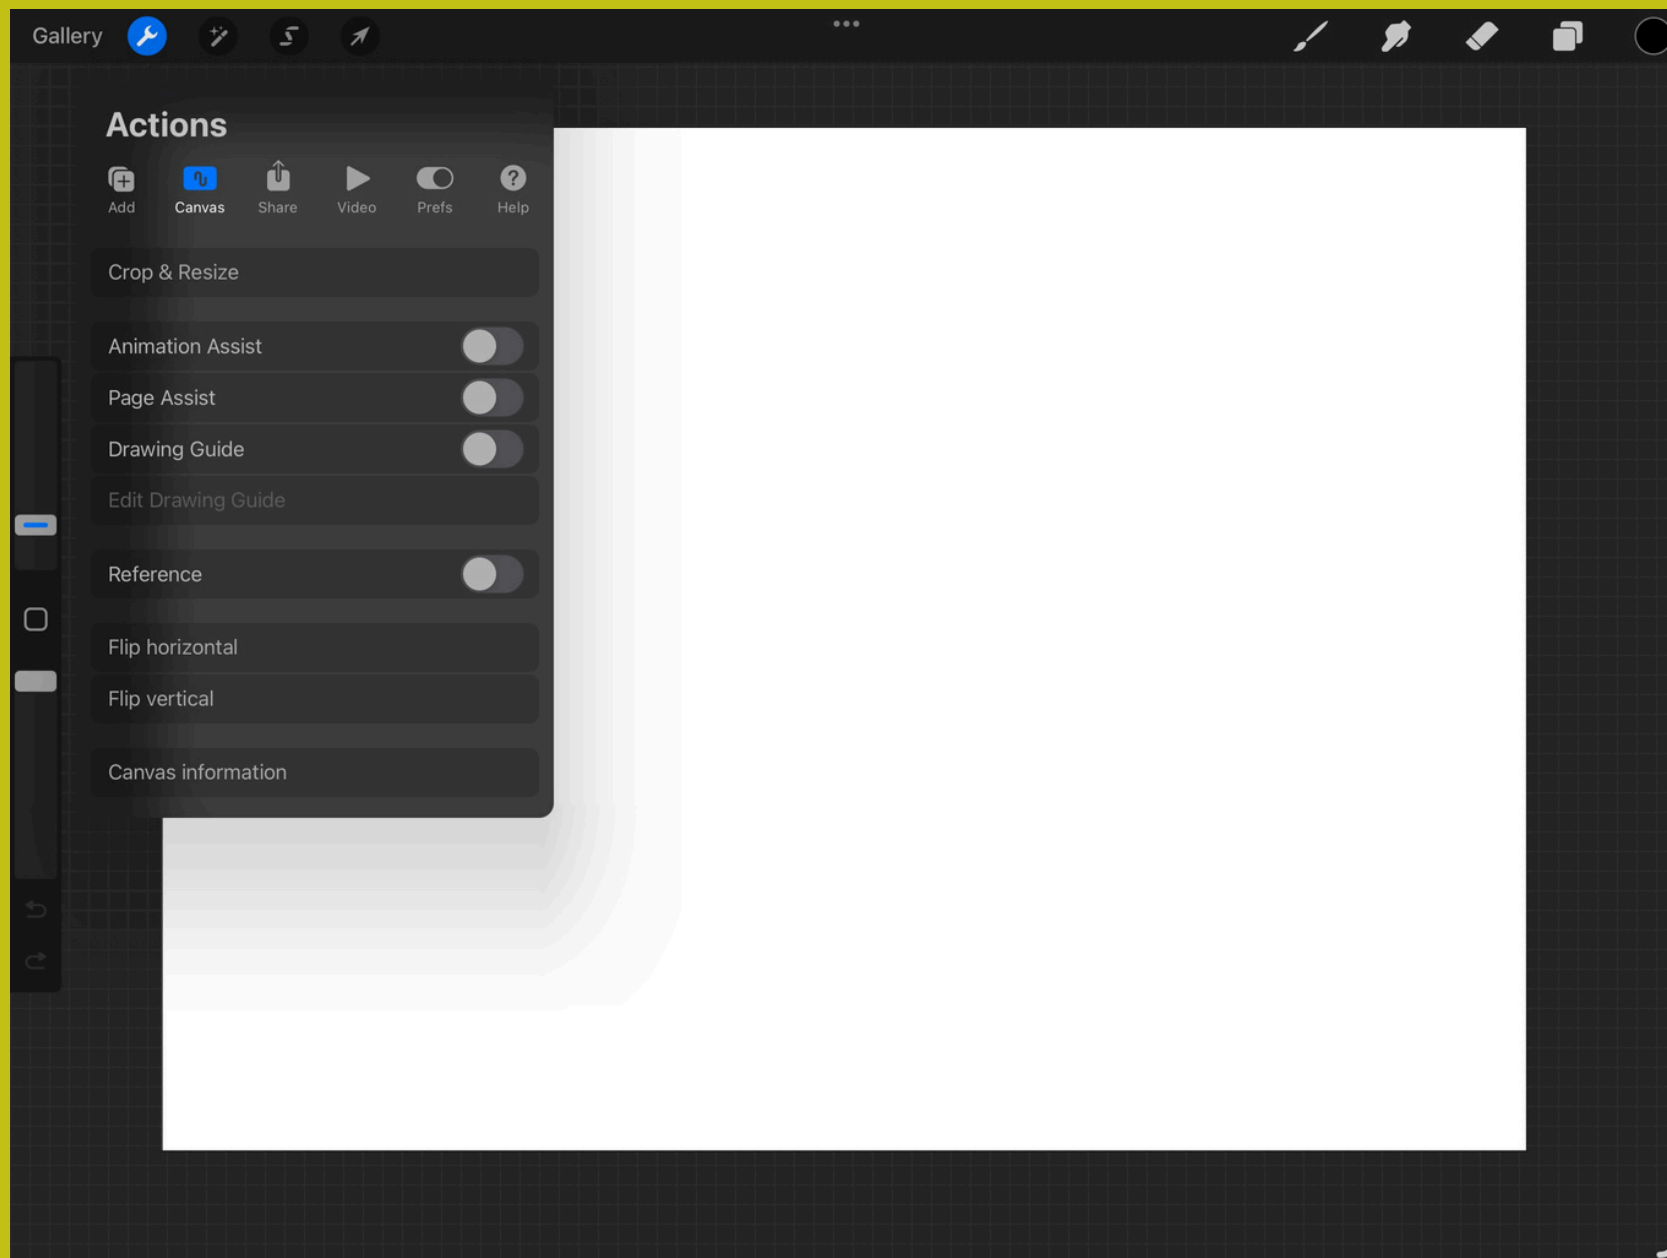 Gallery
Actions
Add Canvas Share Video Prefs Help
Crop & Resize
Animation Assist
Page Assist
Drawing Guide
Edit Drawing Guide
Reference
Flip horizontal
Flip vertical
Canvas information